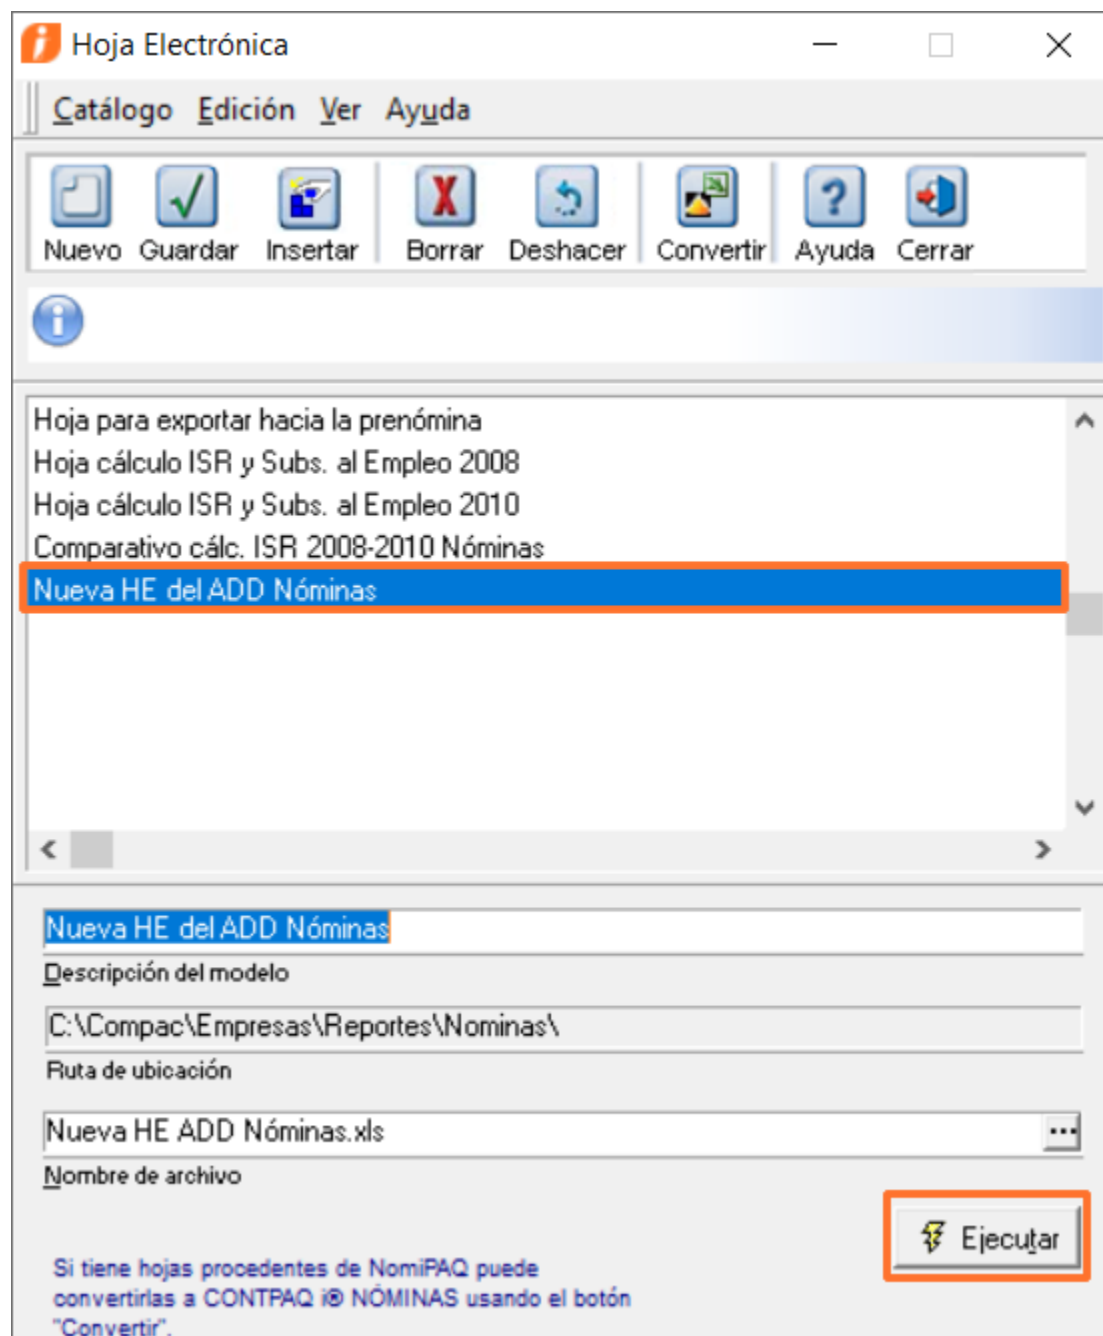 Hoja Electrónica
Catálogo Edición Ver Ayuda
Nuevo Guardar Insertar Borrar Deshacer Convertir Ayuda Cerrar
Hoja para exportar hacia la prenómina
Hoja cálculo ISR y Subs. al Empleo 2008
Hoja cálculo ISR y Subs. al Empleo 2010
Comparativo cálc. ISR 2008-2010 Nóminas
Nueva HE del ADD Nóminas
Nueva HE del ADD Nóminas
Descripción del modelo
C:\Compac\Empresas\Reportes\Nominas\
Ruta de ubicación
Nueva HE ADD Nóminas.xls
...
Nombre de archivo
Ejecutar
Si tiene hojas procedentes de NomiPAQ puede
convertirlas a CONTPAQ i® NÓMINAS usando el botón
"Convertir".